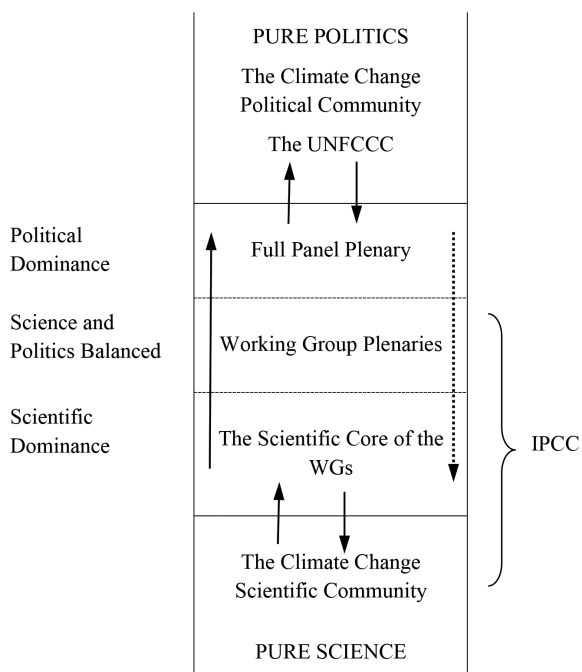 PURE POLITICS
The Climate Change
Political Community
The UNFCCC
Political
Dominance
Full Panel Plenary
Science and
Politics Balanced
Working Group Plenaries
Scientific
Dominance
The Scientific Core of the
WGs
IPCC
The Climate Change
Scientific Community
PURE SCIENCE